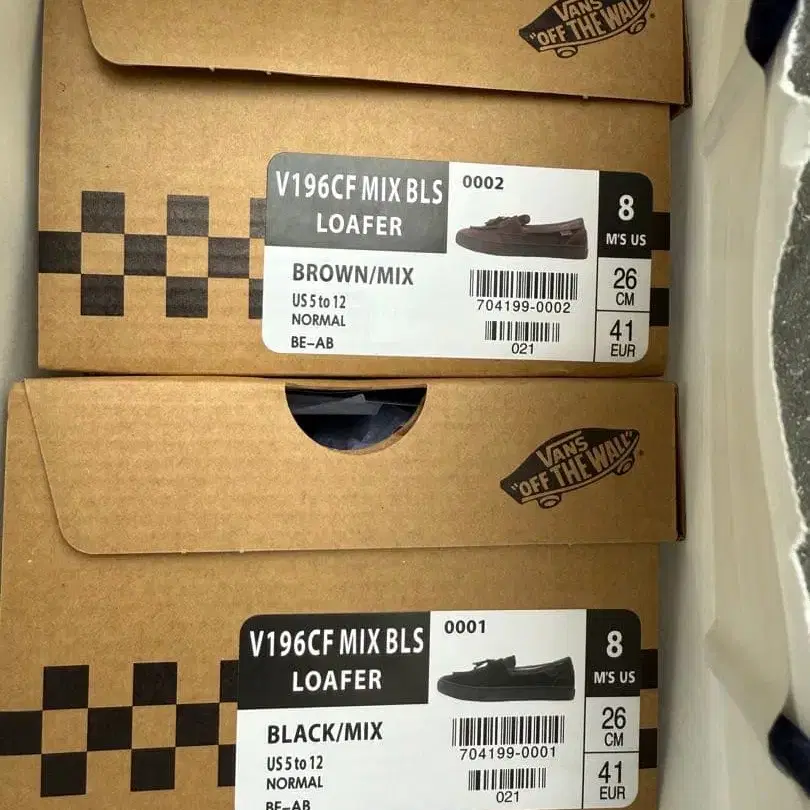 VANS
"OFF THE WALL"
V196CF MIX BLS
LOAFER
0002
8
M'S US
BROWN/MIX
US 5 to 12
NORMAL
BE-AB
704199-0002
021
26
CM
41
EUR
VANS
"OFF THE WALL"
V196CF MIX BLS
LOAFER
0001
8
M'S US
BLACK/MIX
US 5 to 12
NORMAL
BE-AB
704199-0001
021
26
CM
41
EUR